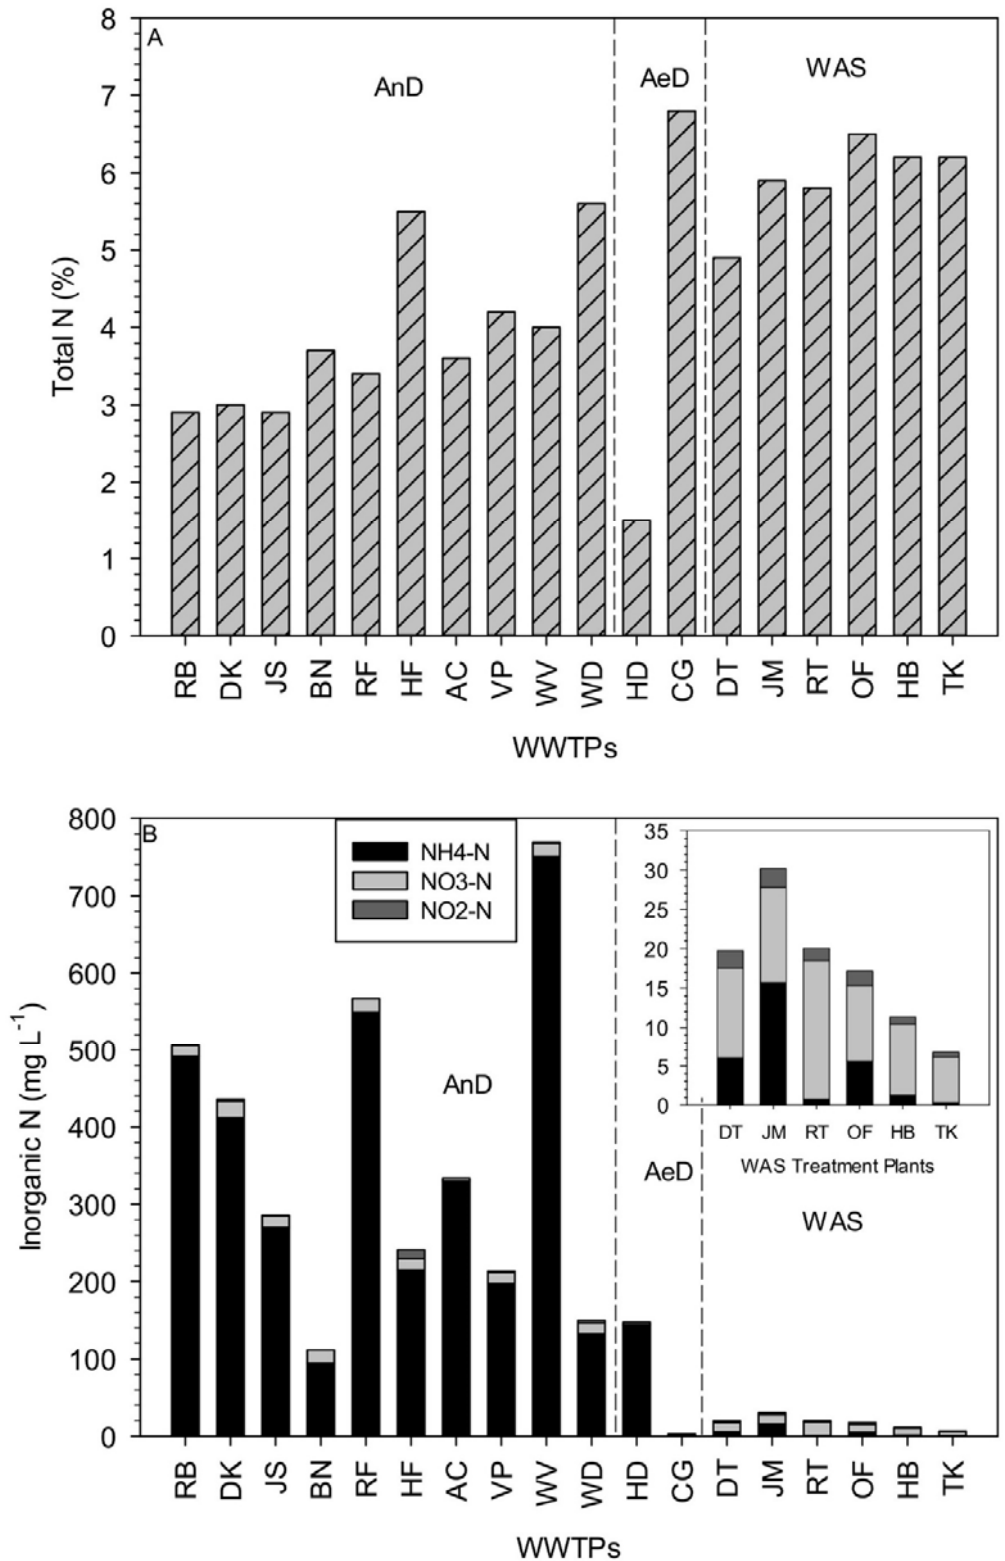 A
AnD
AeD
WAS
8
7
6
5
4
3
2
1
0
Total N (%)
RB DK JS BN RF HF AC VP WV WD HD CG DT JM RT OF HB TK
WWTPs
B
NH4-N
NO3-N
NO2-N
AnD
AeD
WAS
800
700
600
500
400
300
200
100
0
Inorganic N (mg L-1)
35
30
25
20
15
10
5
0
DT JM RT OF HB TK
WAS Treatment Plants
RB DK JS BN RF HF AC VP WV WD HD CG DT JM RT OF HB TK
WWTPs